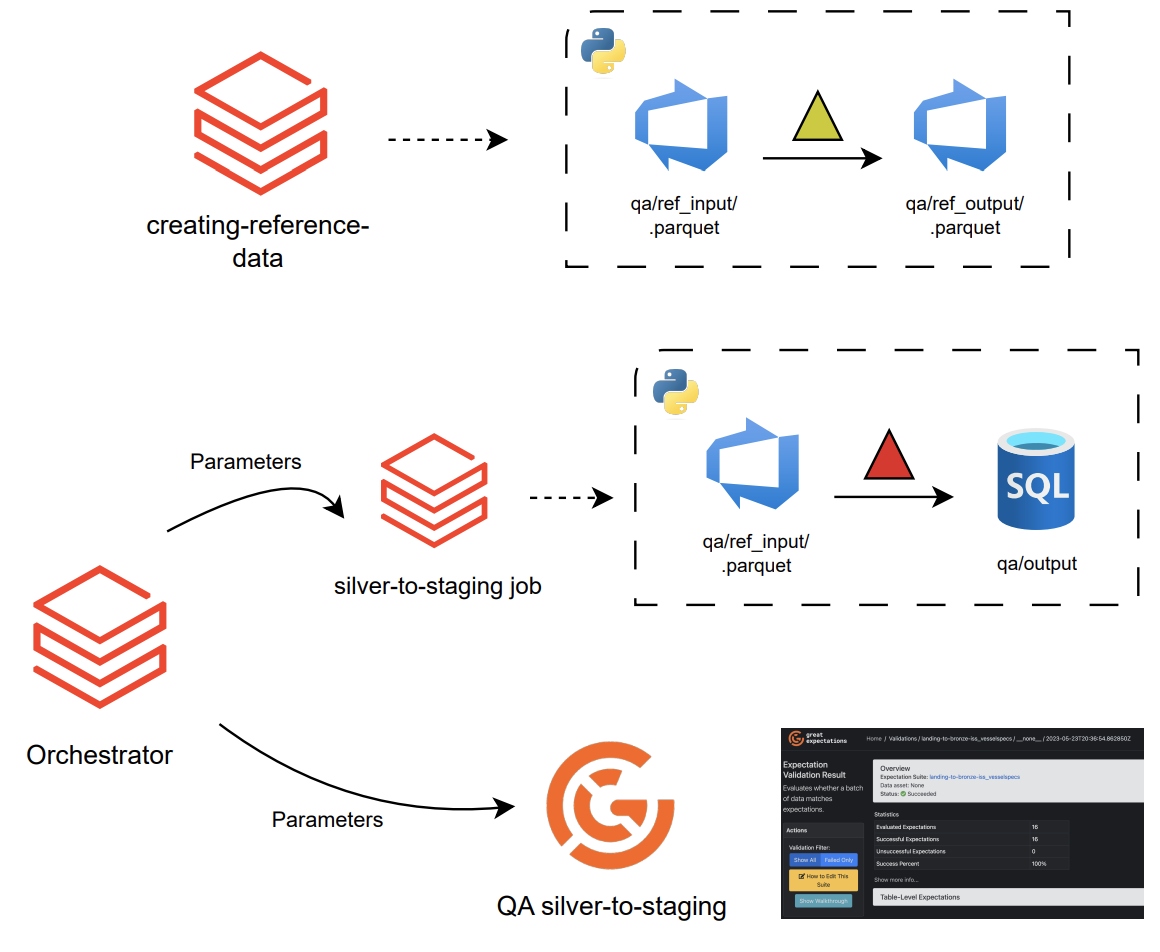 creating-reference-
data
qa/ref_input/
.parquet
qa/ref_output/
.parquet
Parameters
silver-to-staging job
qa/ref_input/
.parquet
SQL
qa/output
Orchestrator
Parameters
QA silver-to-staging
great
expectations
Home / Validations / landing-to-bronze-iss_vesselspecs / __none__ / 2023-05-23T20:36:54.862850Z
Expectation
Validation Result
Evaluates whether a batch
of data matches
expectations.
Actions
Validation Filter:
Show All Failed Only
How to Edit This
Suite
Show Walkthrough
Overview
Expectation Suite: landing-to-bronze-iss_vesselspecs
Data asset: None
Status: Succeeded
Statistics
Evaluated Expectations 16
Successful Expectations 16
Unsuccessful Expectations 0
Success Percent 100%
Show more info...
Table-Level Expectations